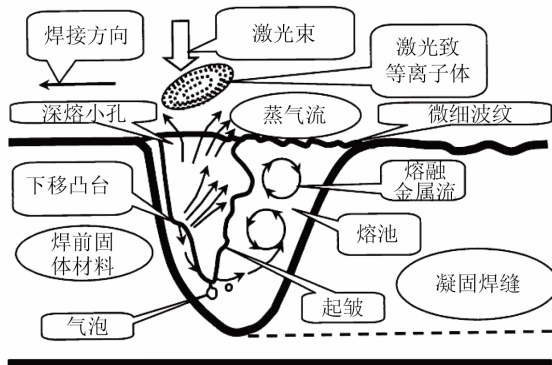 焊接方向
激光束
激光致
等离子体
深熔小孔
蒸气流
微细波纹
下移凸台
熔融
金属流
焊前固
体材料
熔池
凝固焊缝
气泡
起皱